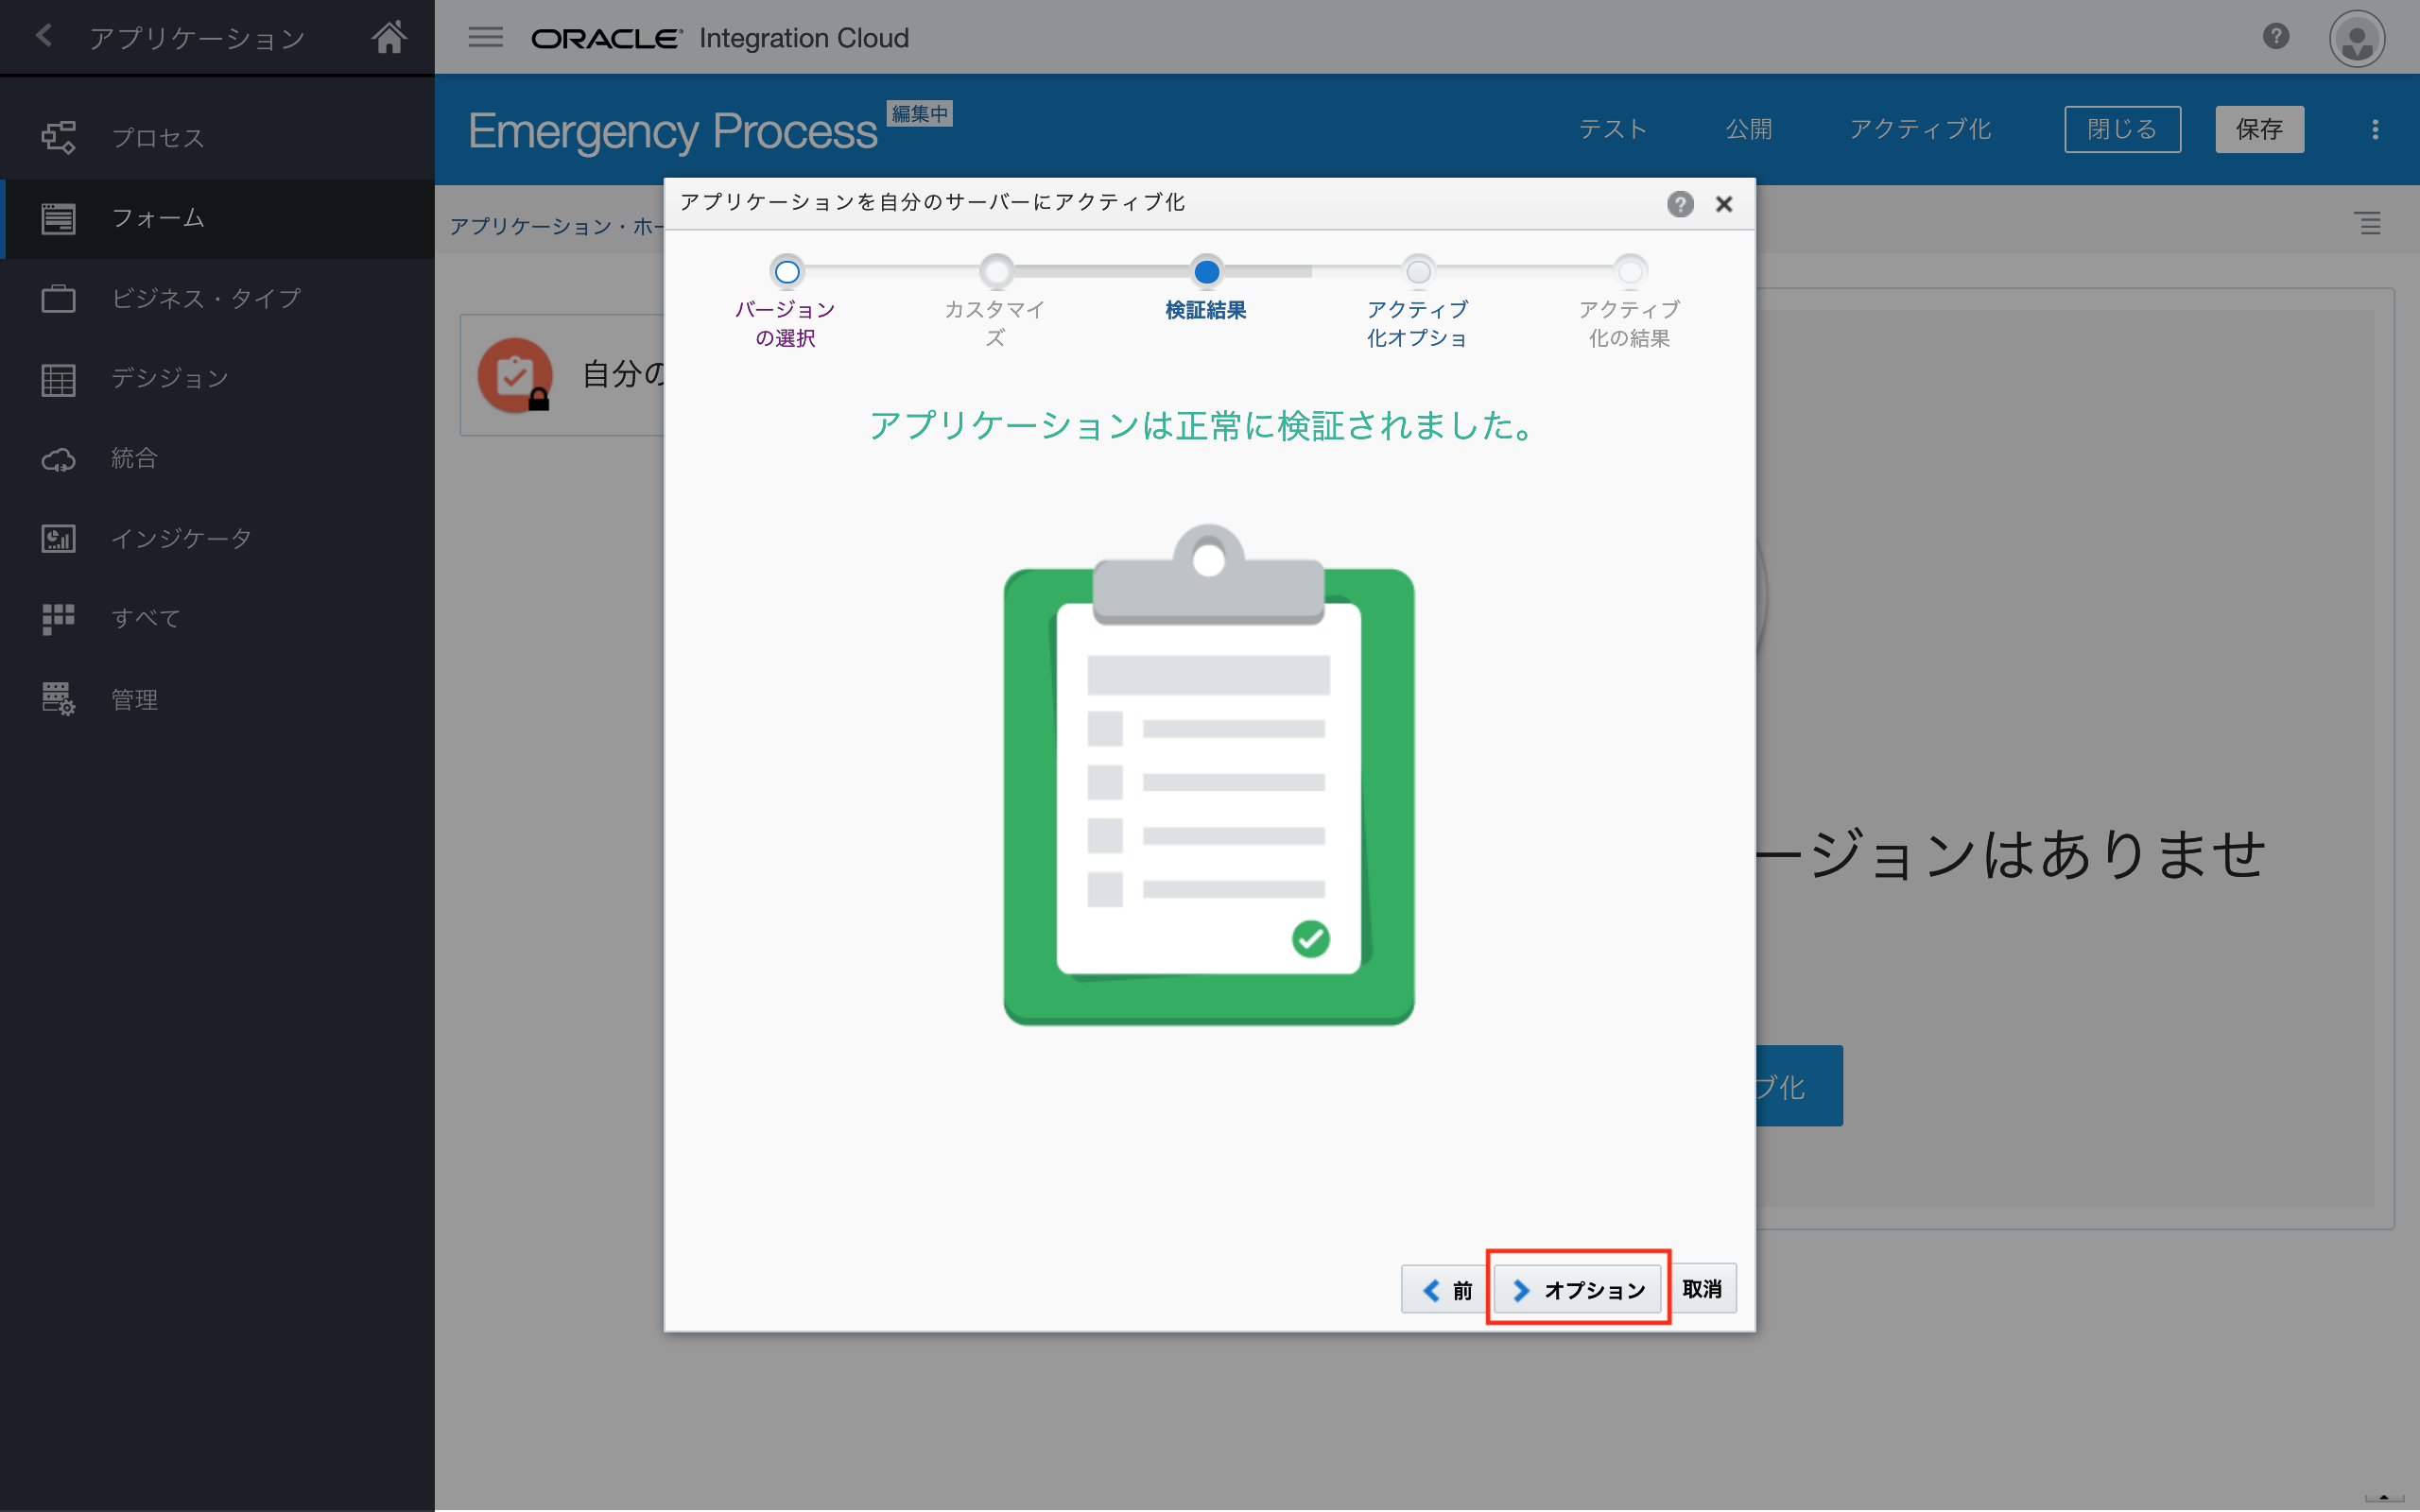 アプリケーション
ORACLE Integration Cloud
Emergency Process 編集中
テスト
公開
アクティブ化
閉じる
保存
プロセス
フォーム
ビジネス・タイプ
デシジョン
統合
インジケータ
すべて
管理
アプリケーション・ホー
自分の
アプリケーションを自分のサーバーにアクティブ化
バージョン
の選択
カスタマイ
ズ
検証結果
アクティブ
化オプショ
アクティブ
化の結果
アプリケーションは正常に検証されました。
ージョンはありませ
ブ化
前
オプション
取消